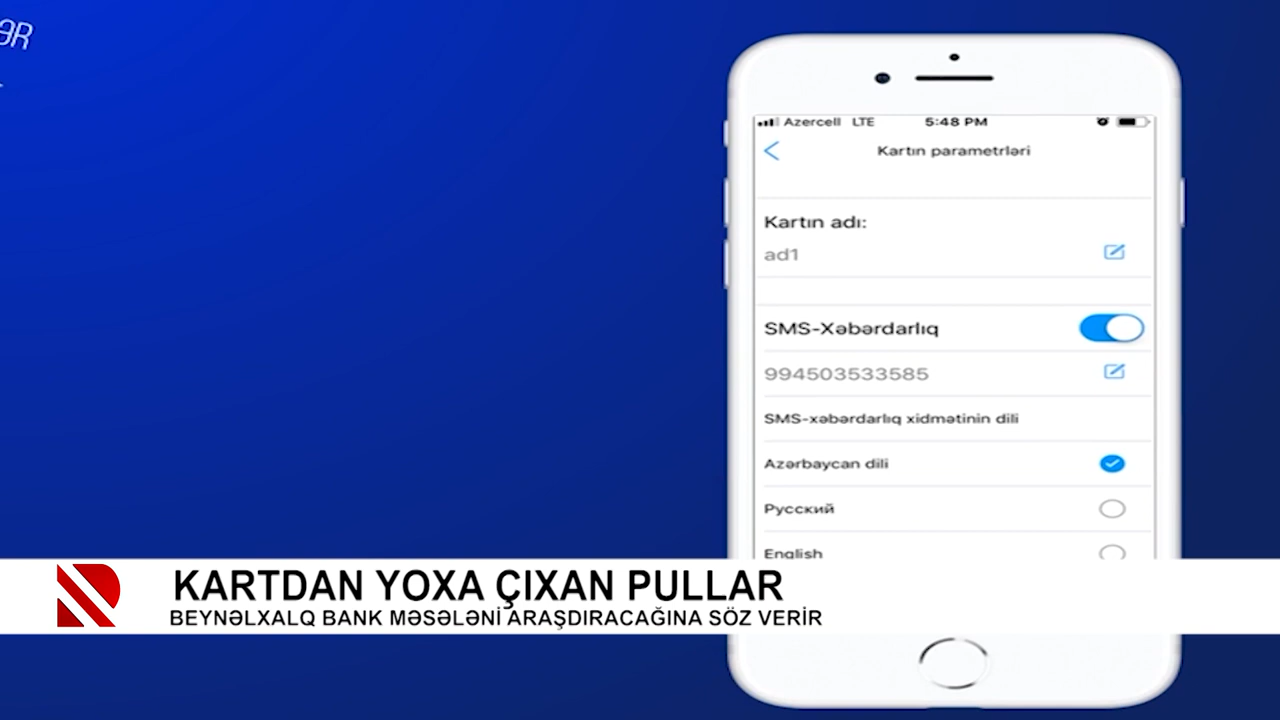 ƏR
Azercell LTE 5:48 PM
Kartın parametrləri
Kartın adı:
ad1
SMS-Xəbərdarlıq
994503533585
SMS-xəbərdarlıq xidmətinin dili
Azərbaycan dili
Русский
English
KARTDAN YOXA ÇIXAN PULLAR
BEYNƏLXALQ BANK MƏSƏLƏNİ ARAŞDIRACAĞINA SÖZ VERİR